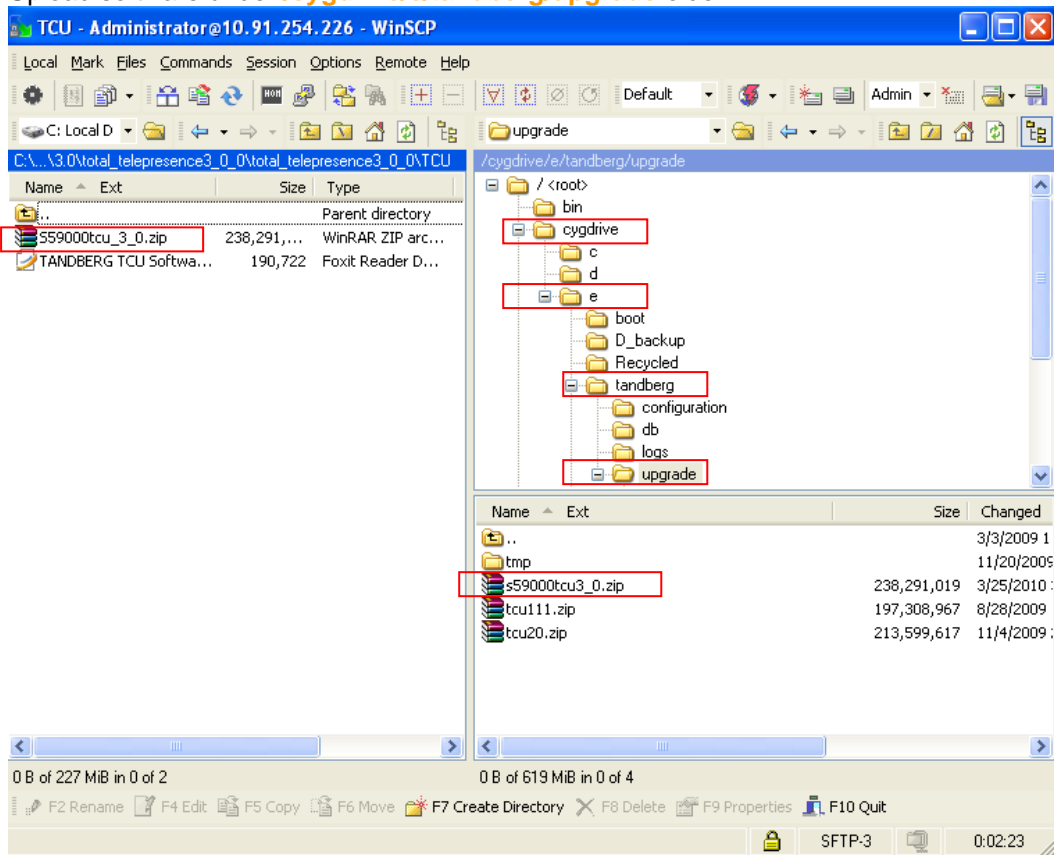 TCU - Administrator@10.91.254.226 - WinSCP
Local Mark Files Commands Session Options Remote Help
Default Admin
C: Local D upgrade
C:\...\3.0\total_telepresence3_0_0\total_telepresence3_0_0\TCU /cygdrive/e/tandberg/upgrade
Name Ext Size Type
.. Parent directory
S59000tcu_3_0.zip 238,291,... WinRAR ZIP arc...
TANDBERG TCU Softwa... 190,722 Foxit Reader D...
/ <root>
bin
cygdrive
c
d
e
boot
D_backup
Recycled
tandberg
configuration
db
logs
upgrade
Name Ext Size Changed
.. 3/3/2009 1
tmp 11/20/2009
s59000tcu3_0.zip 238,291,019 3/25/2010
tcu111.zip 197,308,967 8/28/2009
tcu20.zip 213,599,617 11/4/2009
0 B of 227 MiB in 0 of 2 0 B of 619 MiB in 0 of 4
F2 Rename F4 Edit F5 Copy F6 Move F7 Create Directory F8 Delete F9 Properties F10 Quit
SFTP-3 0:02:23